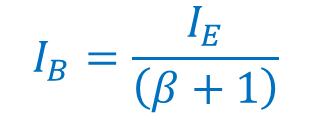 I_B = I_E / (β + 1)